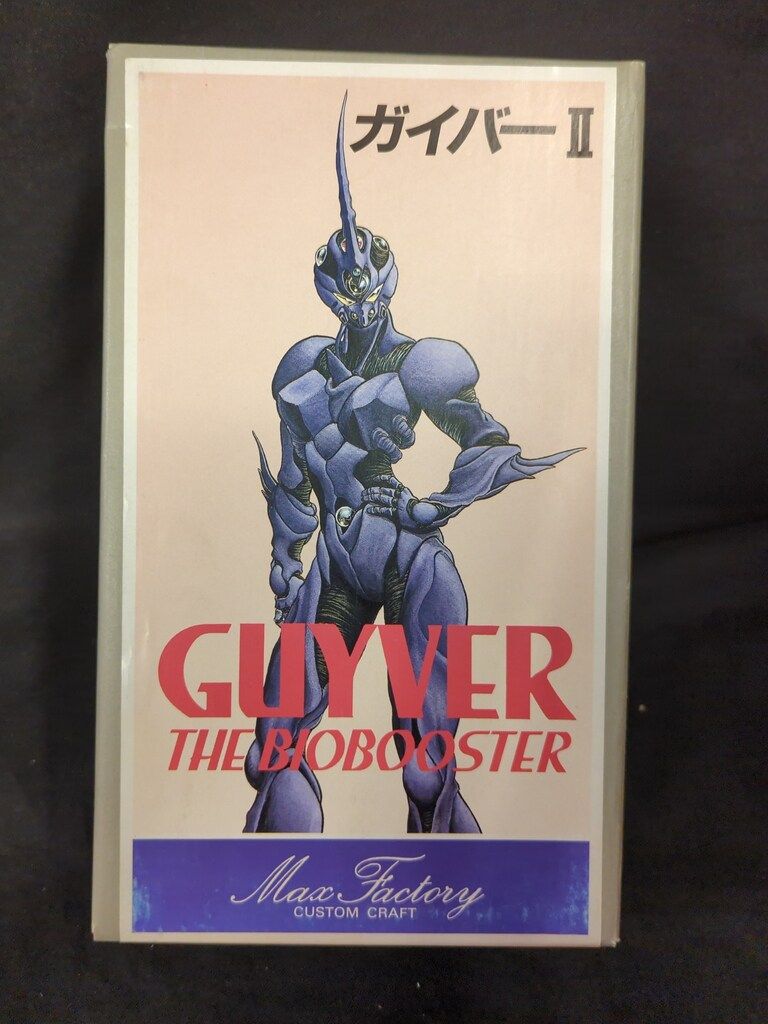 ガイバーⅡ
GUYVER
THE BIOBOOSTER
Max Factory
CUSTOM CRAFT